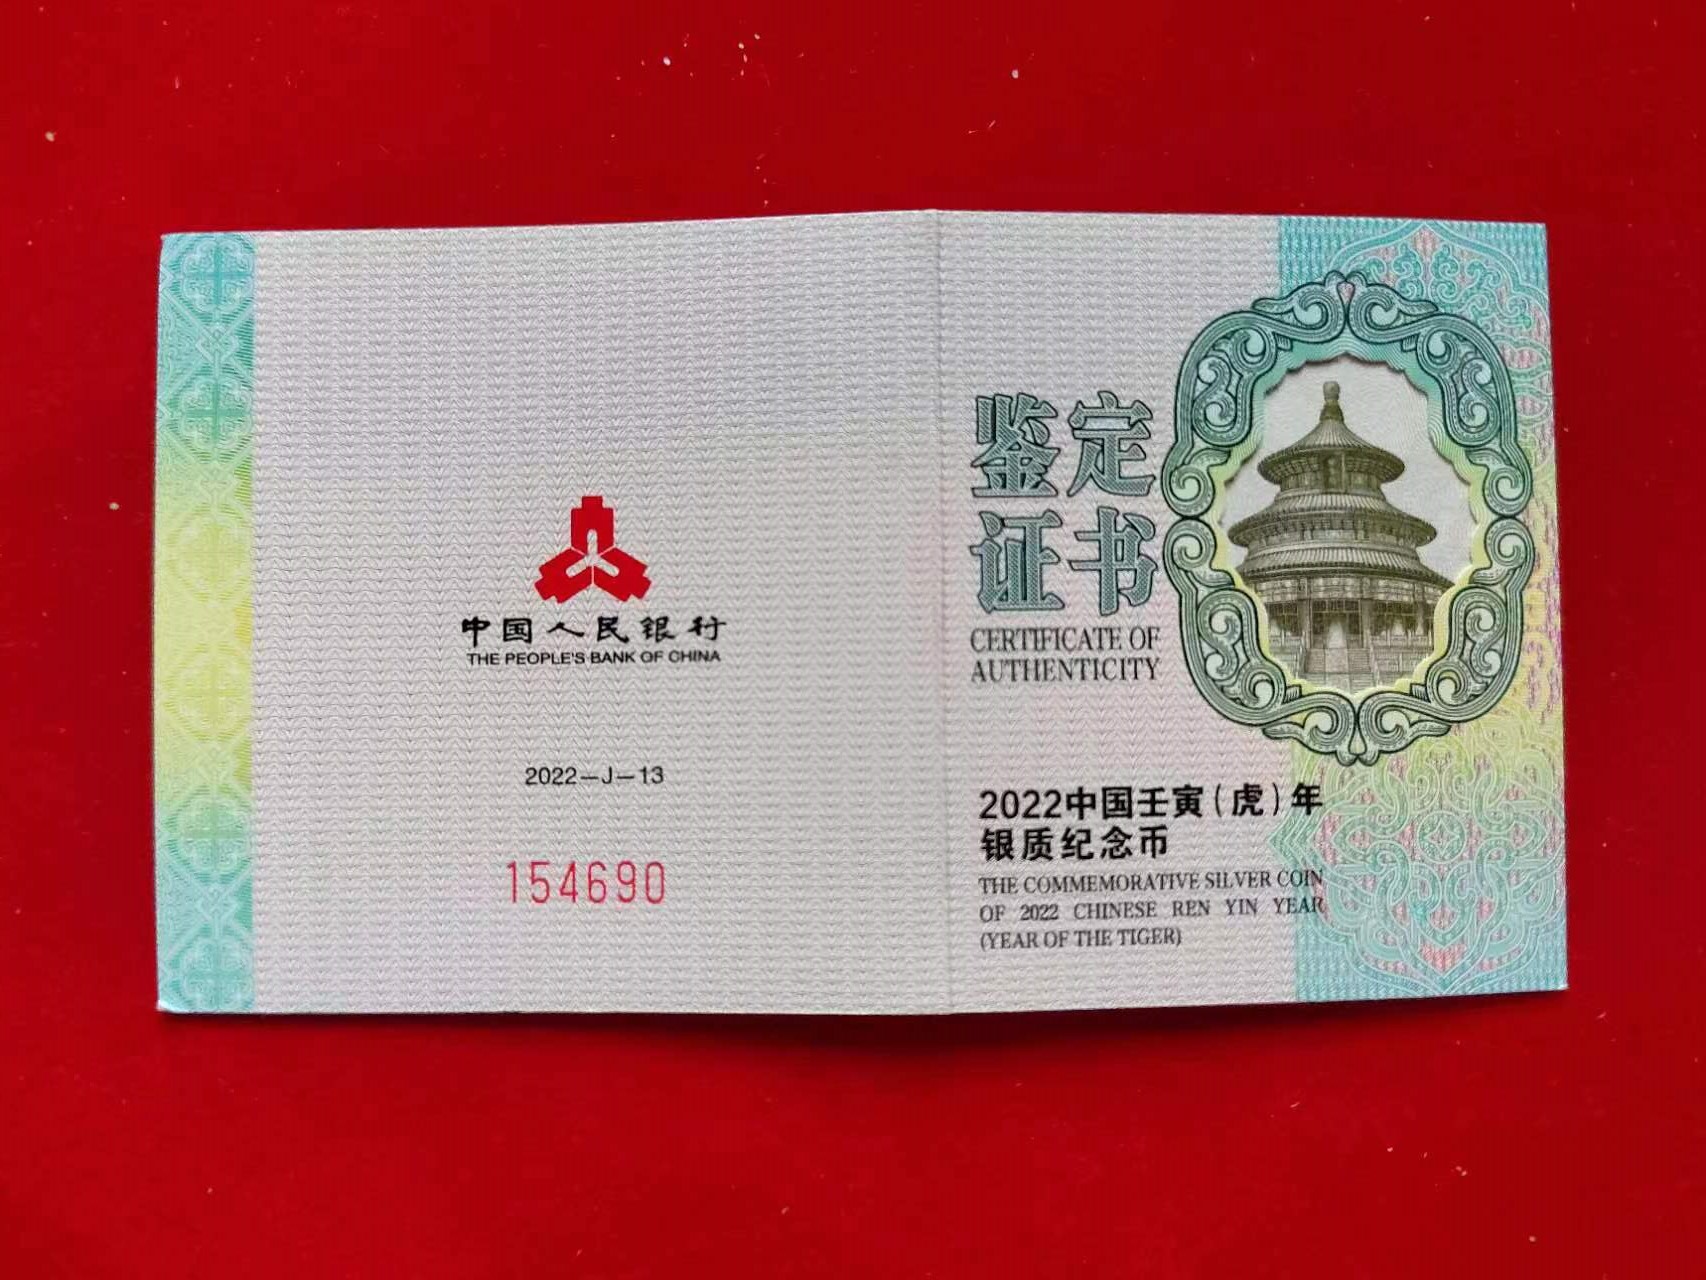 中国人民银行
THE PEOPLE'S BANK OF CHINA
2022—J—13
154690
鉴定
证书
CERTIFICATE OF
AUTHENTICITY
2022中国壬寅(虎)年
银质纪念币
THE COMMEMORATIVE SILVER COIN
OF 2022 CHINESE REN YIN YEAR
(YEAR OF THE TIGER)